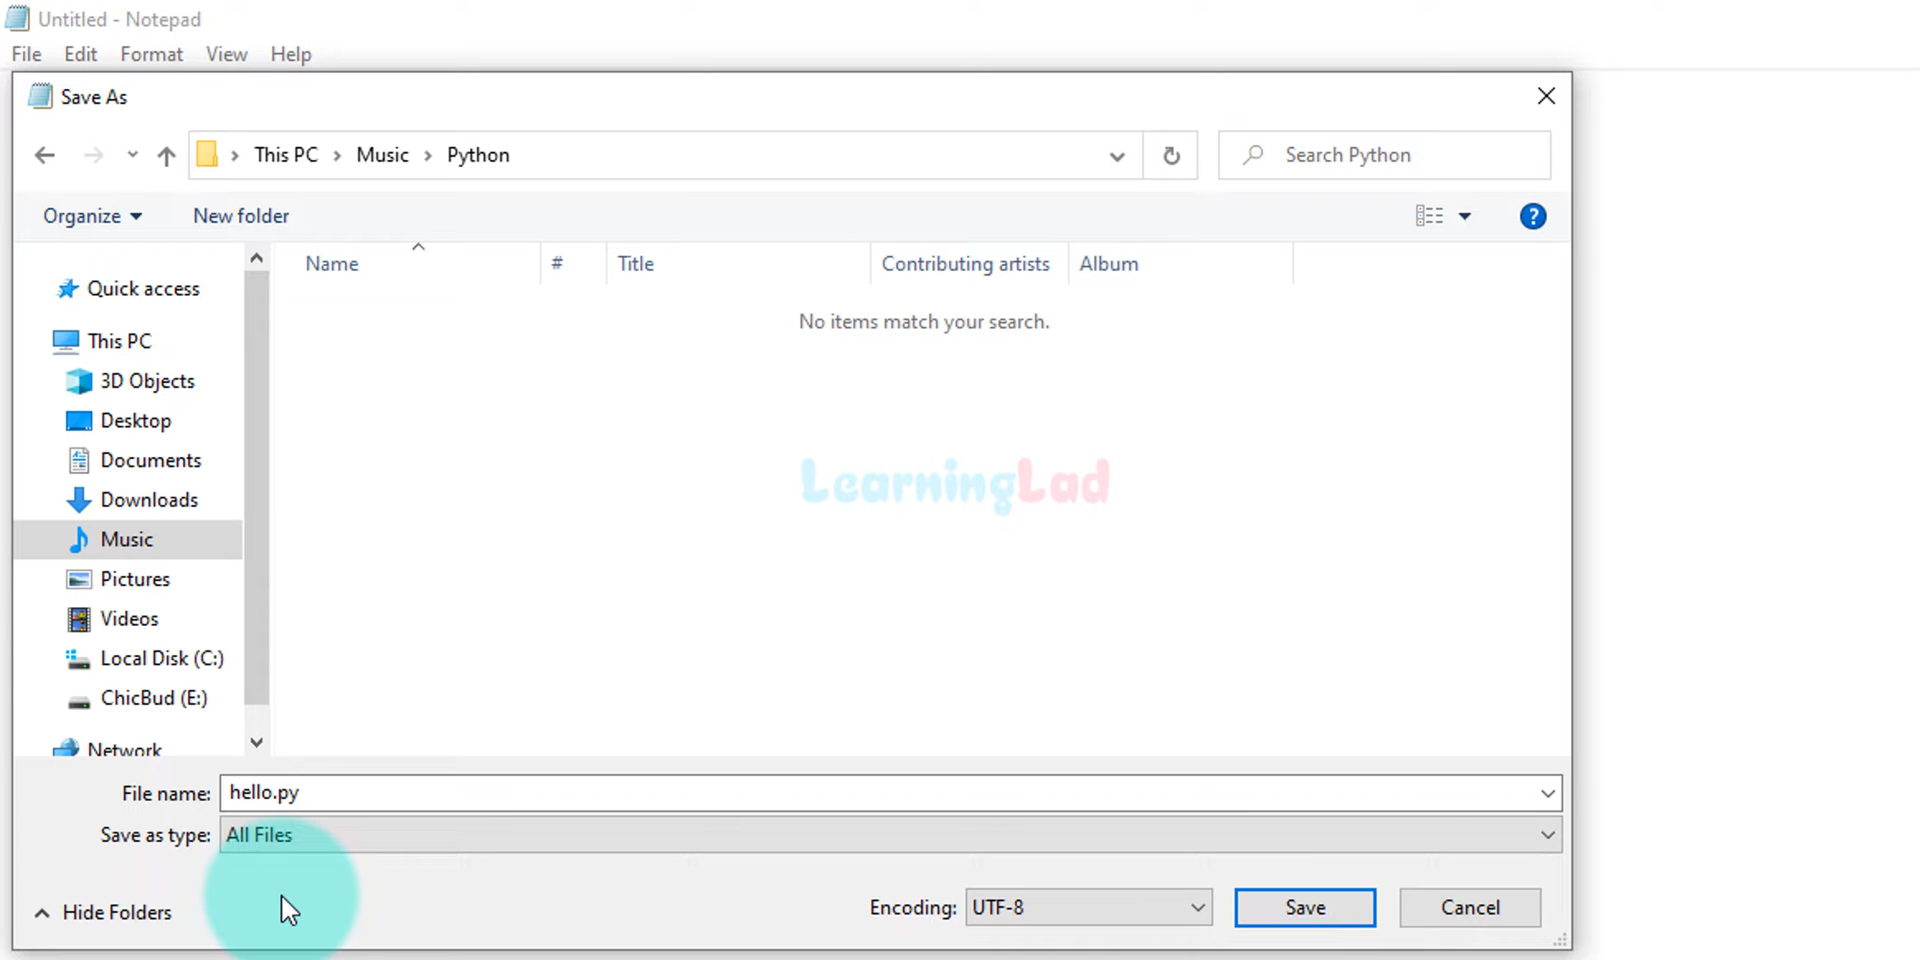 Untitled - Notepad
File Edit Format View Help
Save As
This PC Music Python
Search Python
Organize New folder
?
Name # Title Contributing artists Album
No items match your search.
Quick access
This PC
3D Objects
Desktop
Documents
Downloads
Music
Pictures
Videos
Local Disk (C:)
ChicBud (E:)
Network
LearningLad
File name: hello.py
Save as type: All Files
Hide Folders
Encoding: UTF-8 Save Cancel